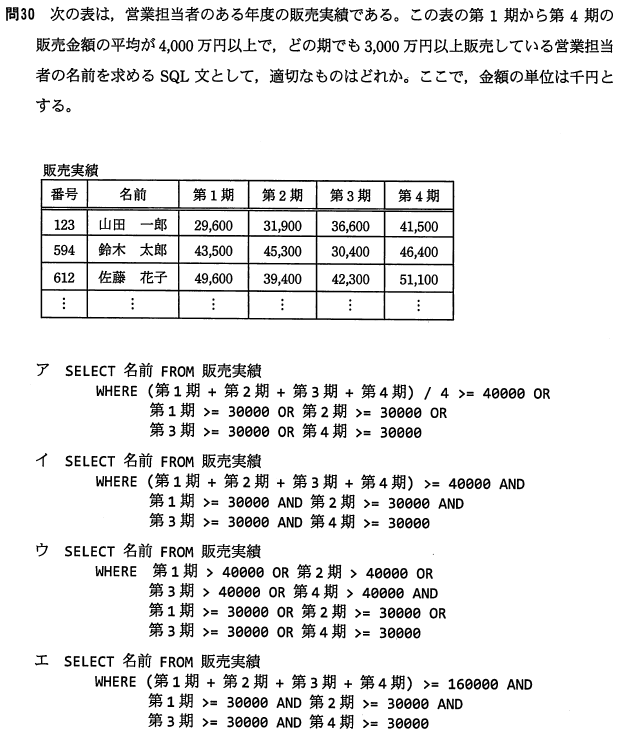 問30 次の表は，営業担当者のある年度の販売実績である。この表の第 1 期から第 4 期の
販売金額の平均が 4,000 万円以上で，どの期でも 3,000 万円以上販売している営業担当
者の名前を求める SQL 文として，適切なものはどれか。ここで，金額の単位は千円と
する。
販売実績
番号 名前 第 1 期 第 2 期 第 3 期 第 4 期
123 山田 一郎 29,600 31,900 36,600 41,500
594 鈴木 太郎 43,500 45,300 30,400 46,400
612 佐藤 花子 49,600 39,400 42,300 51,100
⋮ ⋮ ⋮ ⋮ ⋮ ⋮
ア SELECT 名前 FROM 販売実績
WHERE (第 1 期 + 第 2 期 + 第 3 期 + 第 4 期) / 4 >= 40000 OR
第 1 期 >= 30000 OR 第 2 期 >= 30000 OR
第 3 期 >= 30000 OR 第 4 期 >= 30000
イ SELECT 名前 FROM 販売実績
WHERE (第 1 期 + 第 2 期 + 第 3 期 + 第 4 期) >= 40000 AND
第 1 期 >= 30000 AND 第 2 期 >= 30000 AND
第 3 期 >= 30000 AND 第 4 期 >= 30000
ウ SELECT 名前 FROM 販売実績
WHERE 第 1 期 > 40000 OR 第 2 期 > 40000 OR
第 3 期 > 40000 OR 第 4 期 > 40000 AND
第 1 期 >= 30000 OR 第 2 期 >= 30000 OR
第 3 期 >= 30000 OR 第 4 期 >= 30000
エ SELECT 名前 FROM 販売実績
WHERE (第 1 期 + 第 2 期 + 第 3 期 + 第 4 期) >= 160000 AND
第 1 期 >= 30000 AND 第 2 期 >= 30000 AND
第 3 期 >= 30000 AND 第 4 期 >= 30000